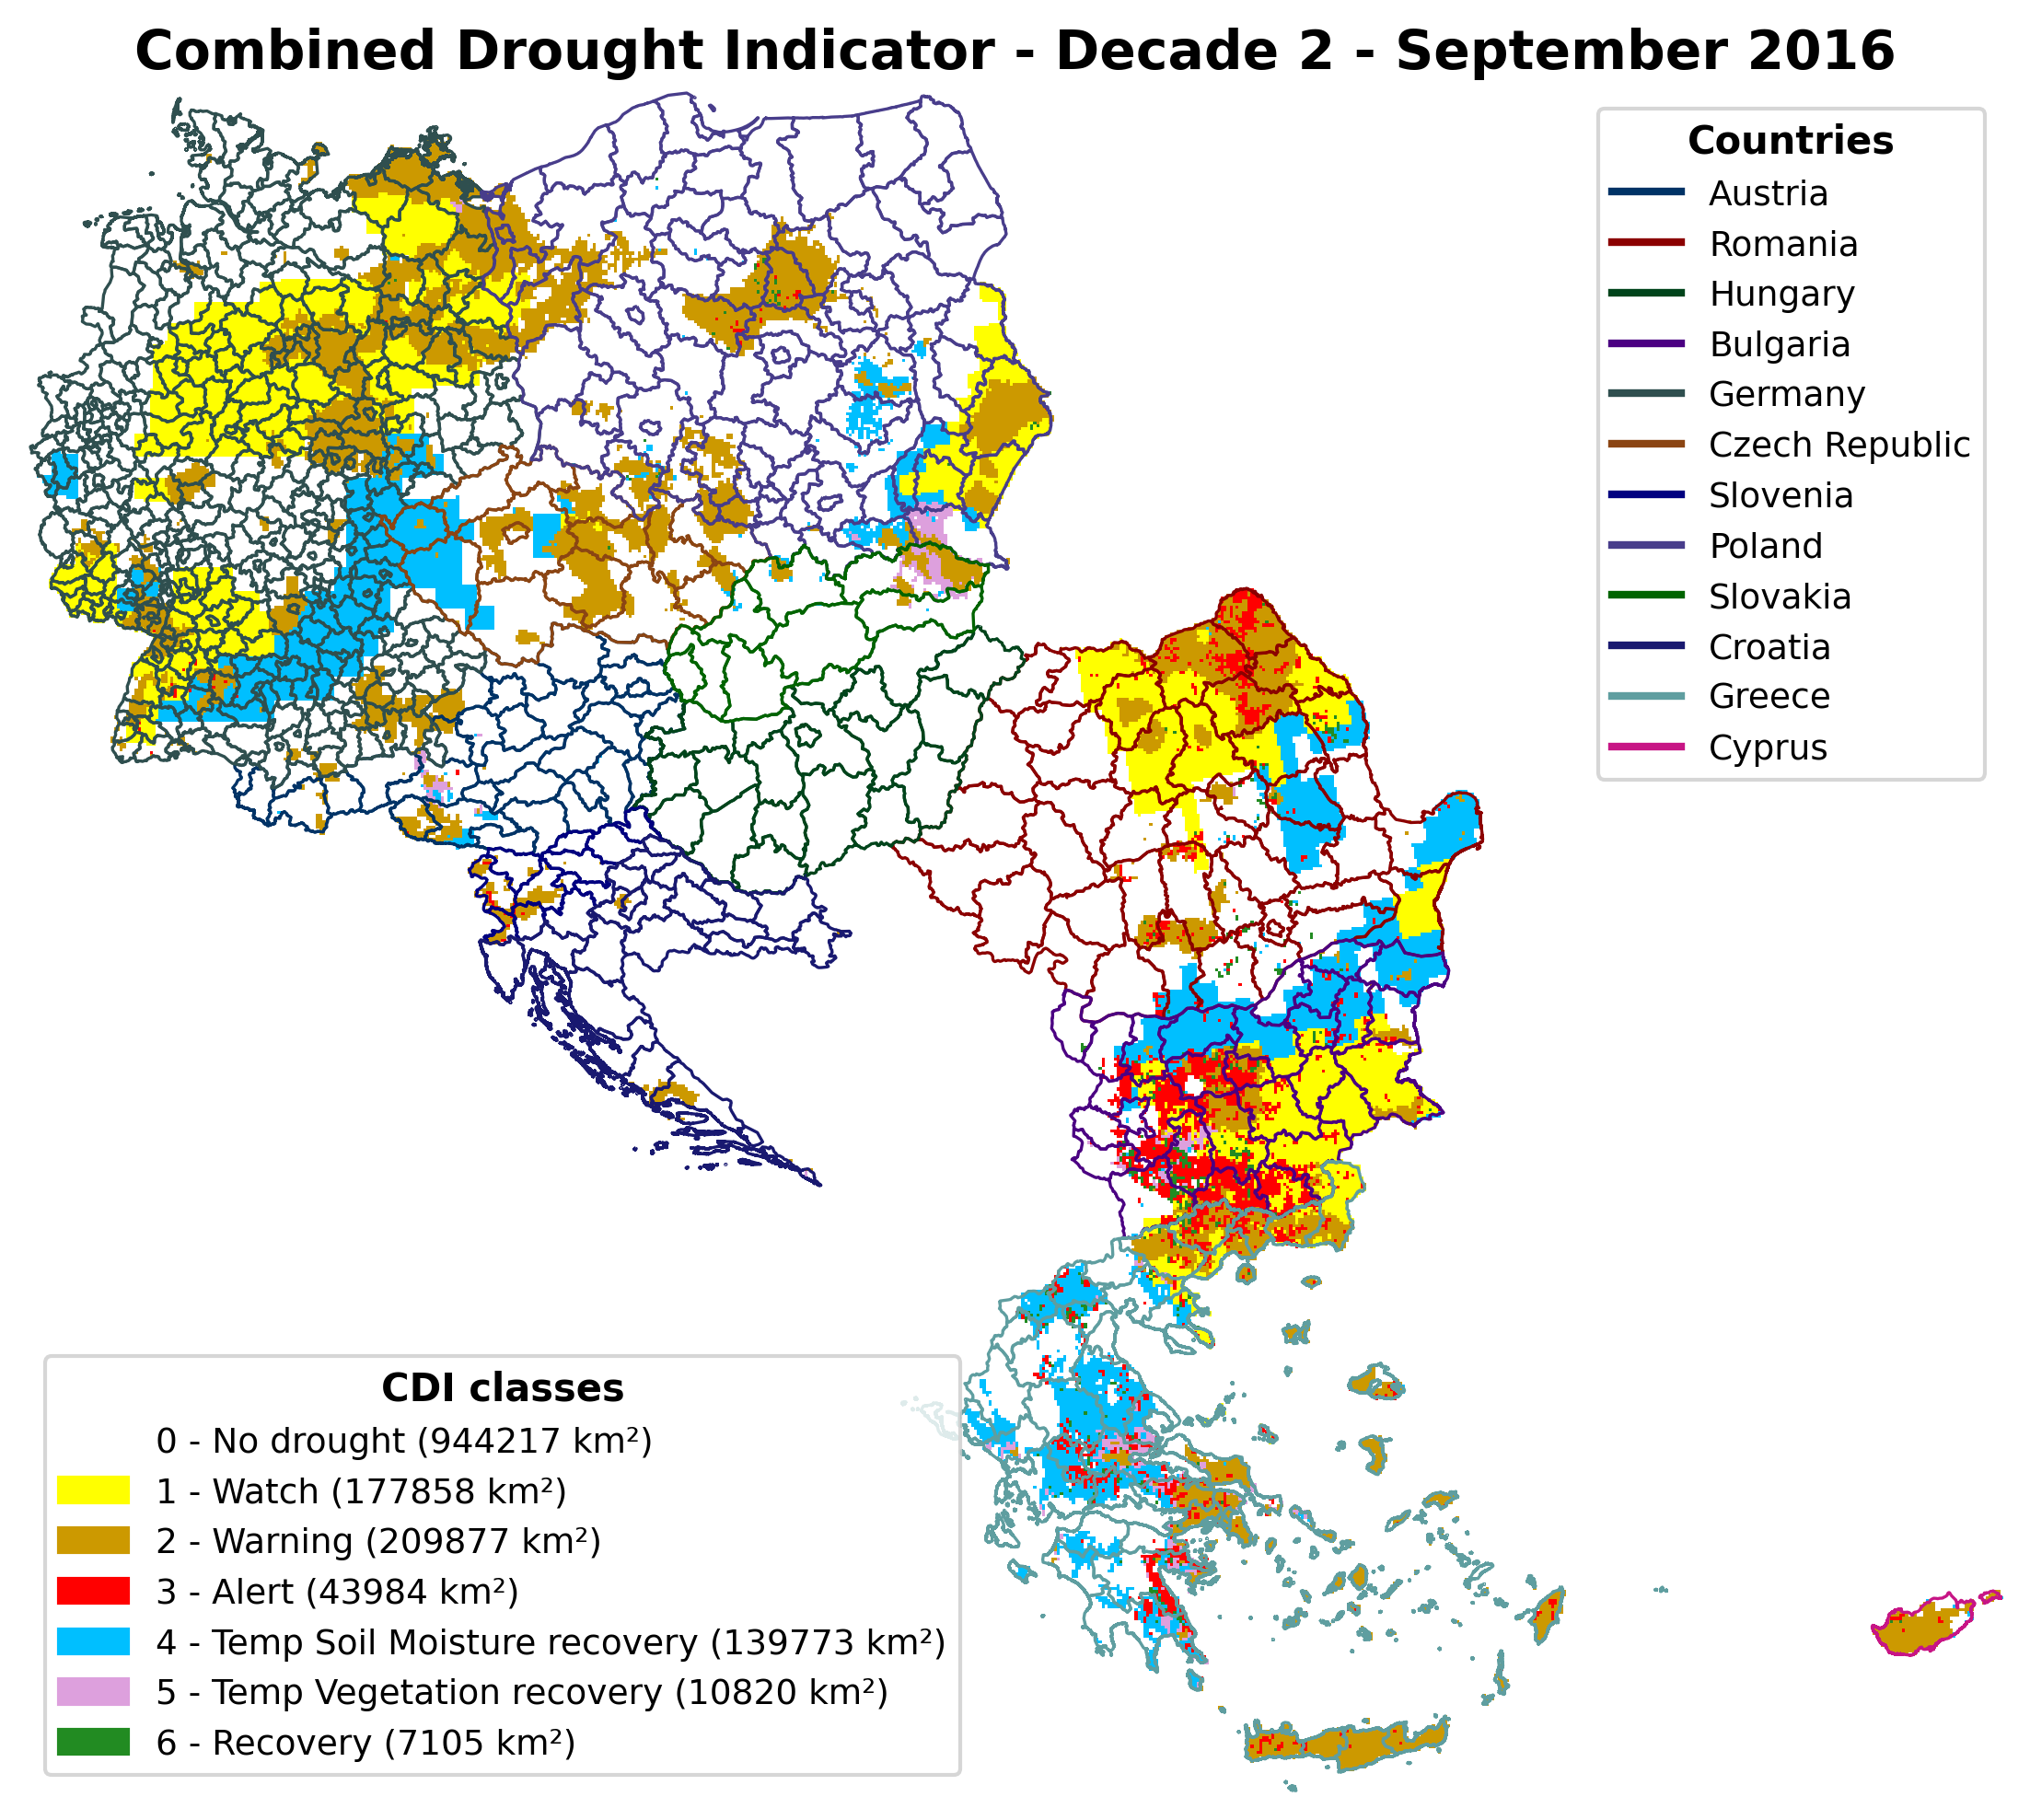 Combined Drought Indicator - Decade 2 - September 2016
Countries
Austria
Romania
Hungary
Bulgaria
Germany
Czech Republic
Slovenia
Poland
Slovakia
Croatia
Greece
Cyprus
CDI classes
0 - No drought (944217 km²)
1 - Watch (177858 km²)
2 - Warning (209877 km²)
3 - Alert (43984 km²)
4 - Temp Soil Moisture recovery (139773 km²)
5 - Temp Vegetation recovery (10820 km²)
6 - Recovery (7105 km²)